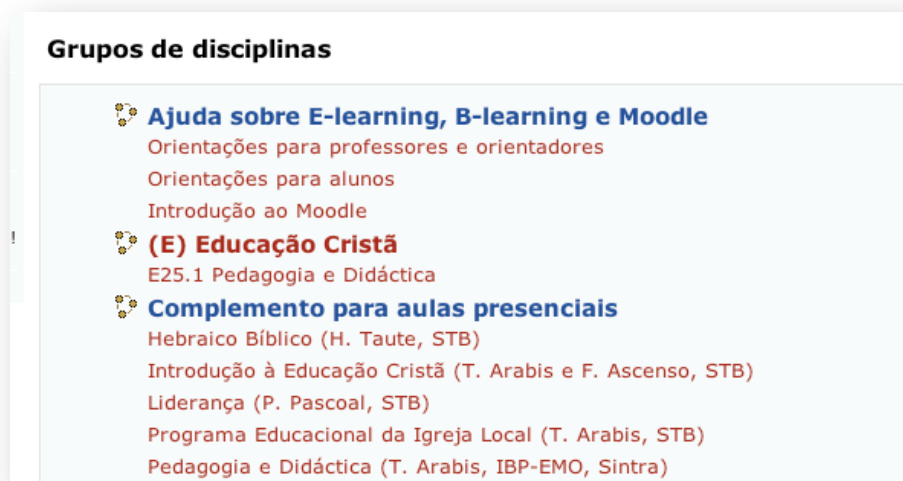 Grupos de disciplinas
Ajuda sobre E-learning, B-learning e Moodle
Orientações para professores e orientadores
Orientações para alunos
Introdução ao Moodle
(E) Educação Cristã
E25.1 Pedagogia e Didáctica
Complemento para aulas presenciais
Hebraico Bíblico (H. Taute, STB)
Introdução à Educação Cristã (T. Arabis e F. Ascenso, STB)
Liderança (P. Pascoal, STB)
Programa Educacional da Igreja Local (T. Arabis, STB)
Pedagogia e Didáctica (T. Arabis, IBP-EMO, Sintra)